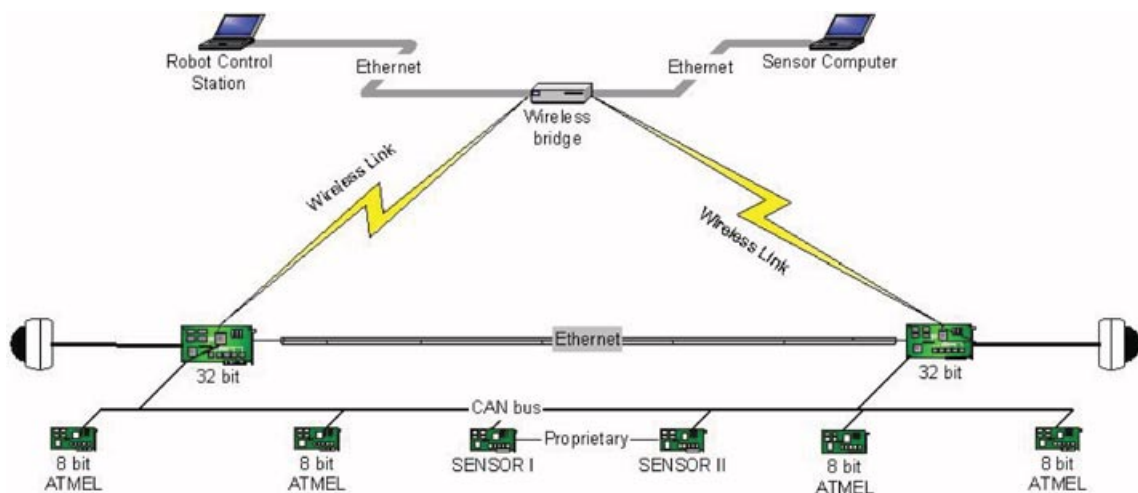 Robot Control
Station
Ethernet
Ethernet
Sensor Computer
Wireless
bridge
Wireless Link
Wireless Link
Ethernet
32 bit
32 bit
CAN bus
8 bit
ATMEL
8 bit
ATMEL
SENSOR I
Proprietary
SENSOR II
8 bit
ATMEL
8 bit
ATMEL